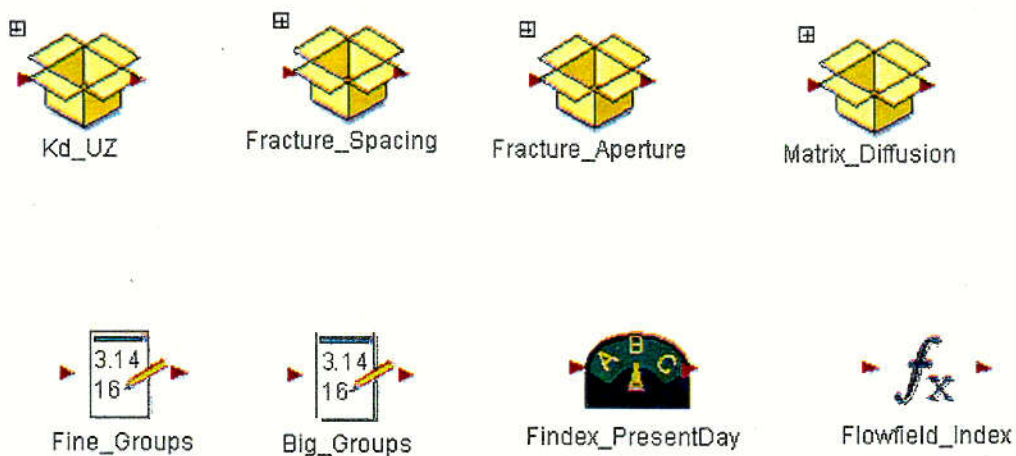 Kd_UZ
Fracture_Spacing
Fracture_Aperture
Matrix_Diffusion
3.14
16
3.14
16
A B C
fx
Fine_Groups
Big_Groups
Findex_PresentDay
Flowfield_Index